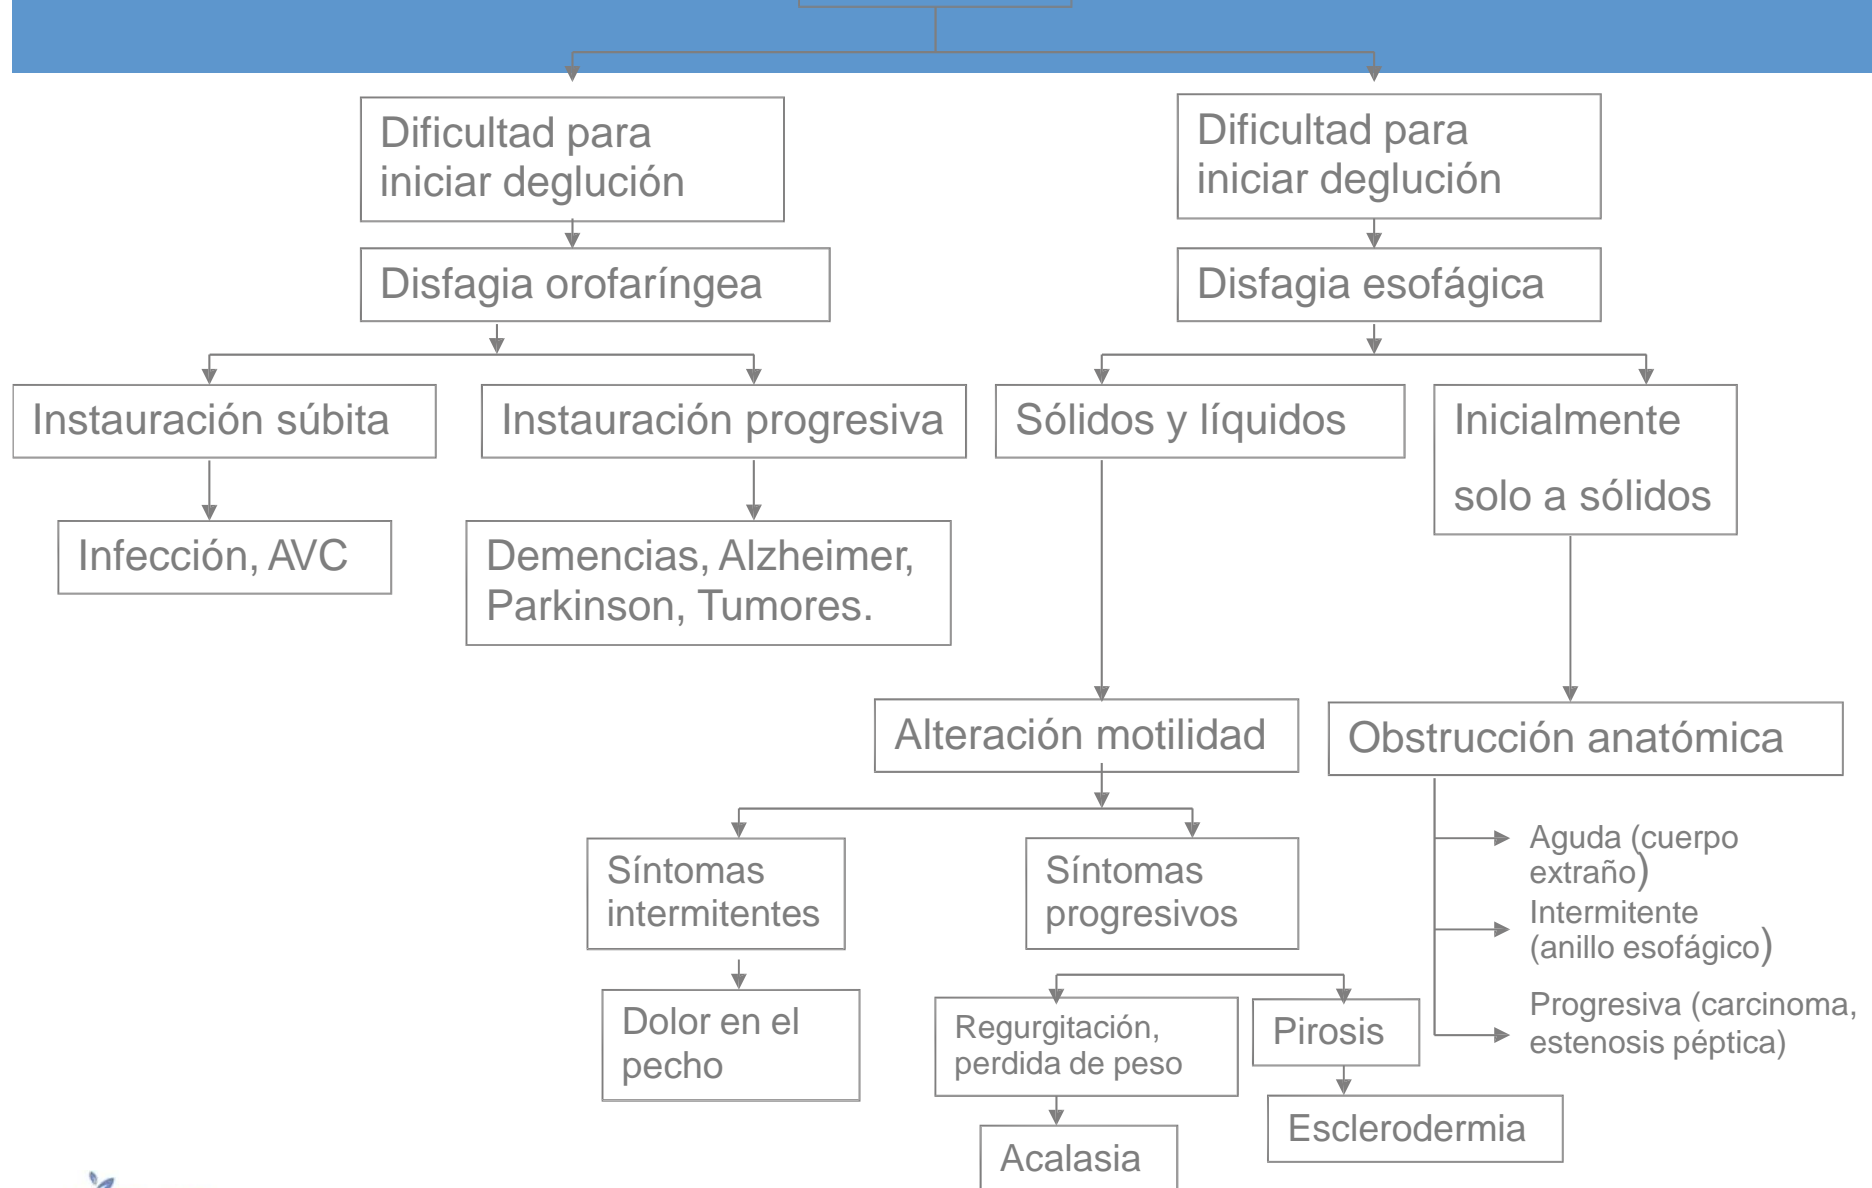 Dificultad para
iniciar deglución
Dificultad para
iniciar deglución
Disfagia orofaríngea
Disfagia esofágica
Instauración súbita
Instauración progresiva
Sólidos y líquidos
Inicialmente
solo a sólidos
Infección, AVC
Demencias, Alzheimer,
Parkinson, Tumores.
Alteración motilidad
Obstrucción anatómica
Síntomas
intermitentes
Síntomas
progresivos
Aguda (cuerpo
extraño)
Intermitente
(anillo esofágico)
Progresiva (carcinoma,
estenosis péptica)
Dolor en el
pecho
Regurgitación,
perdida de peso
Pirosis
Acalasia
Esclerodermia